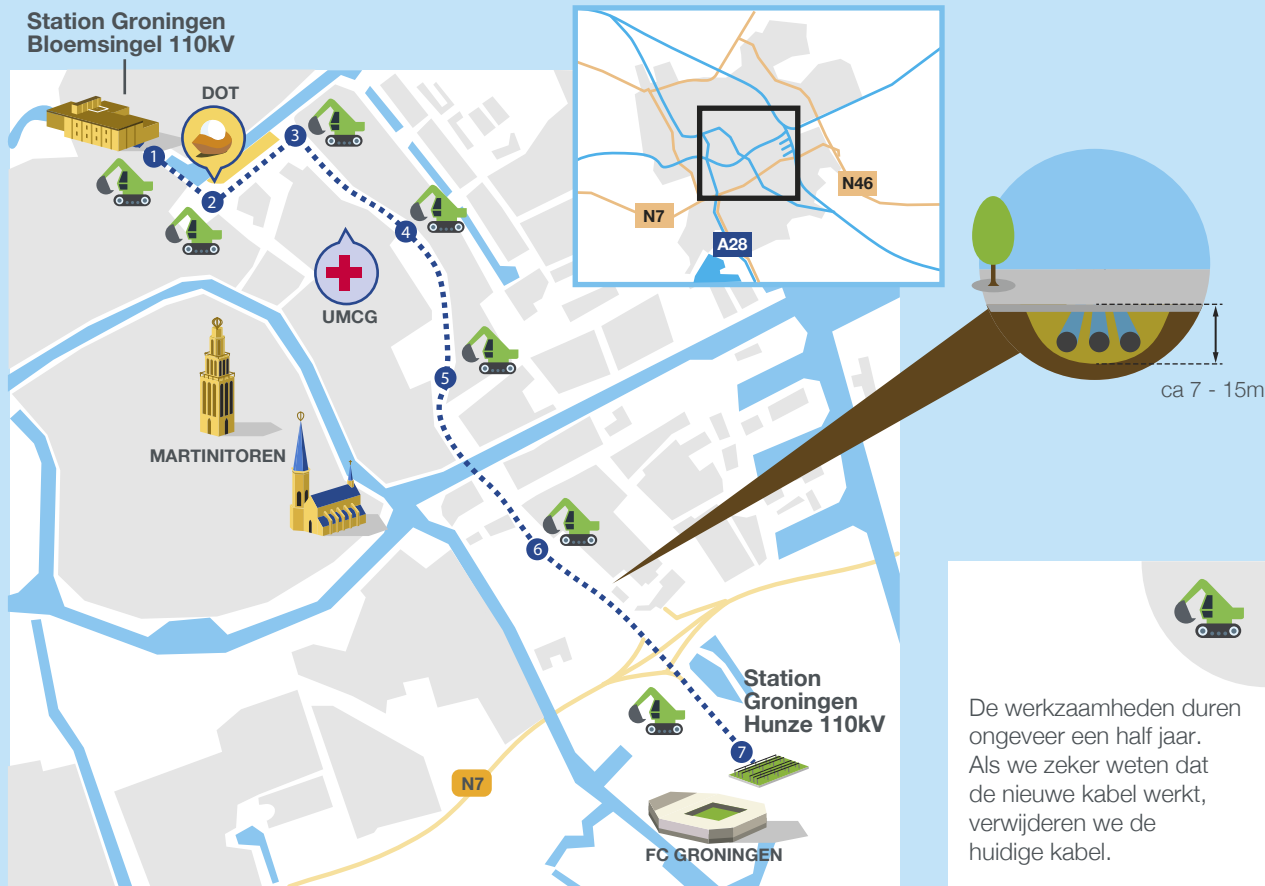 Station Groningen
Bloemsingel 110kV
DOT
1
2
3
4
UMCG
5
MARTINITOREN
6
N7
N46
A28
ca 7 - 15m
Station
Groningen
Hunze 110kV
7
N7
FC GRONINGEN
De werkzaamheden duren
ongeveer een half jaar.
Als we zeker weten dat
de nieuwe kabel werkt,
verwijderen we de
huidige kabel.